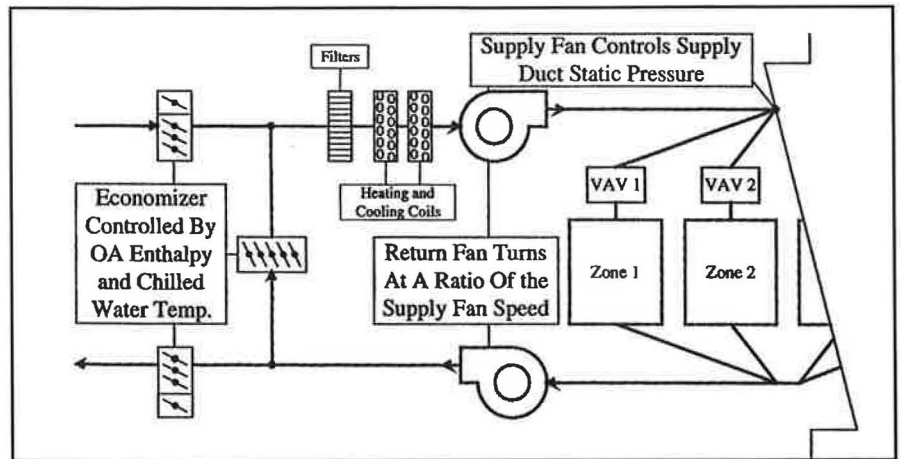 Filters
Supply Fan Controls Supply
Duct Static Pressure
Heating and
Cooling Coils
VAV 1
VAV 2
Economizer
Controlled By
OA Enthalpy
and Chilled
Water Temp.
Return Fan Turns
At A Ratio Of the
Supply Fan Speed
Zone 1
Zone 2